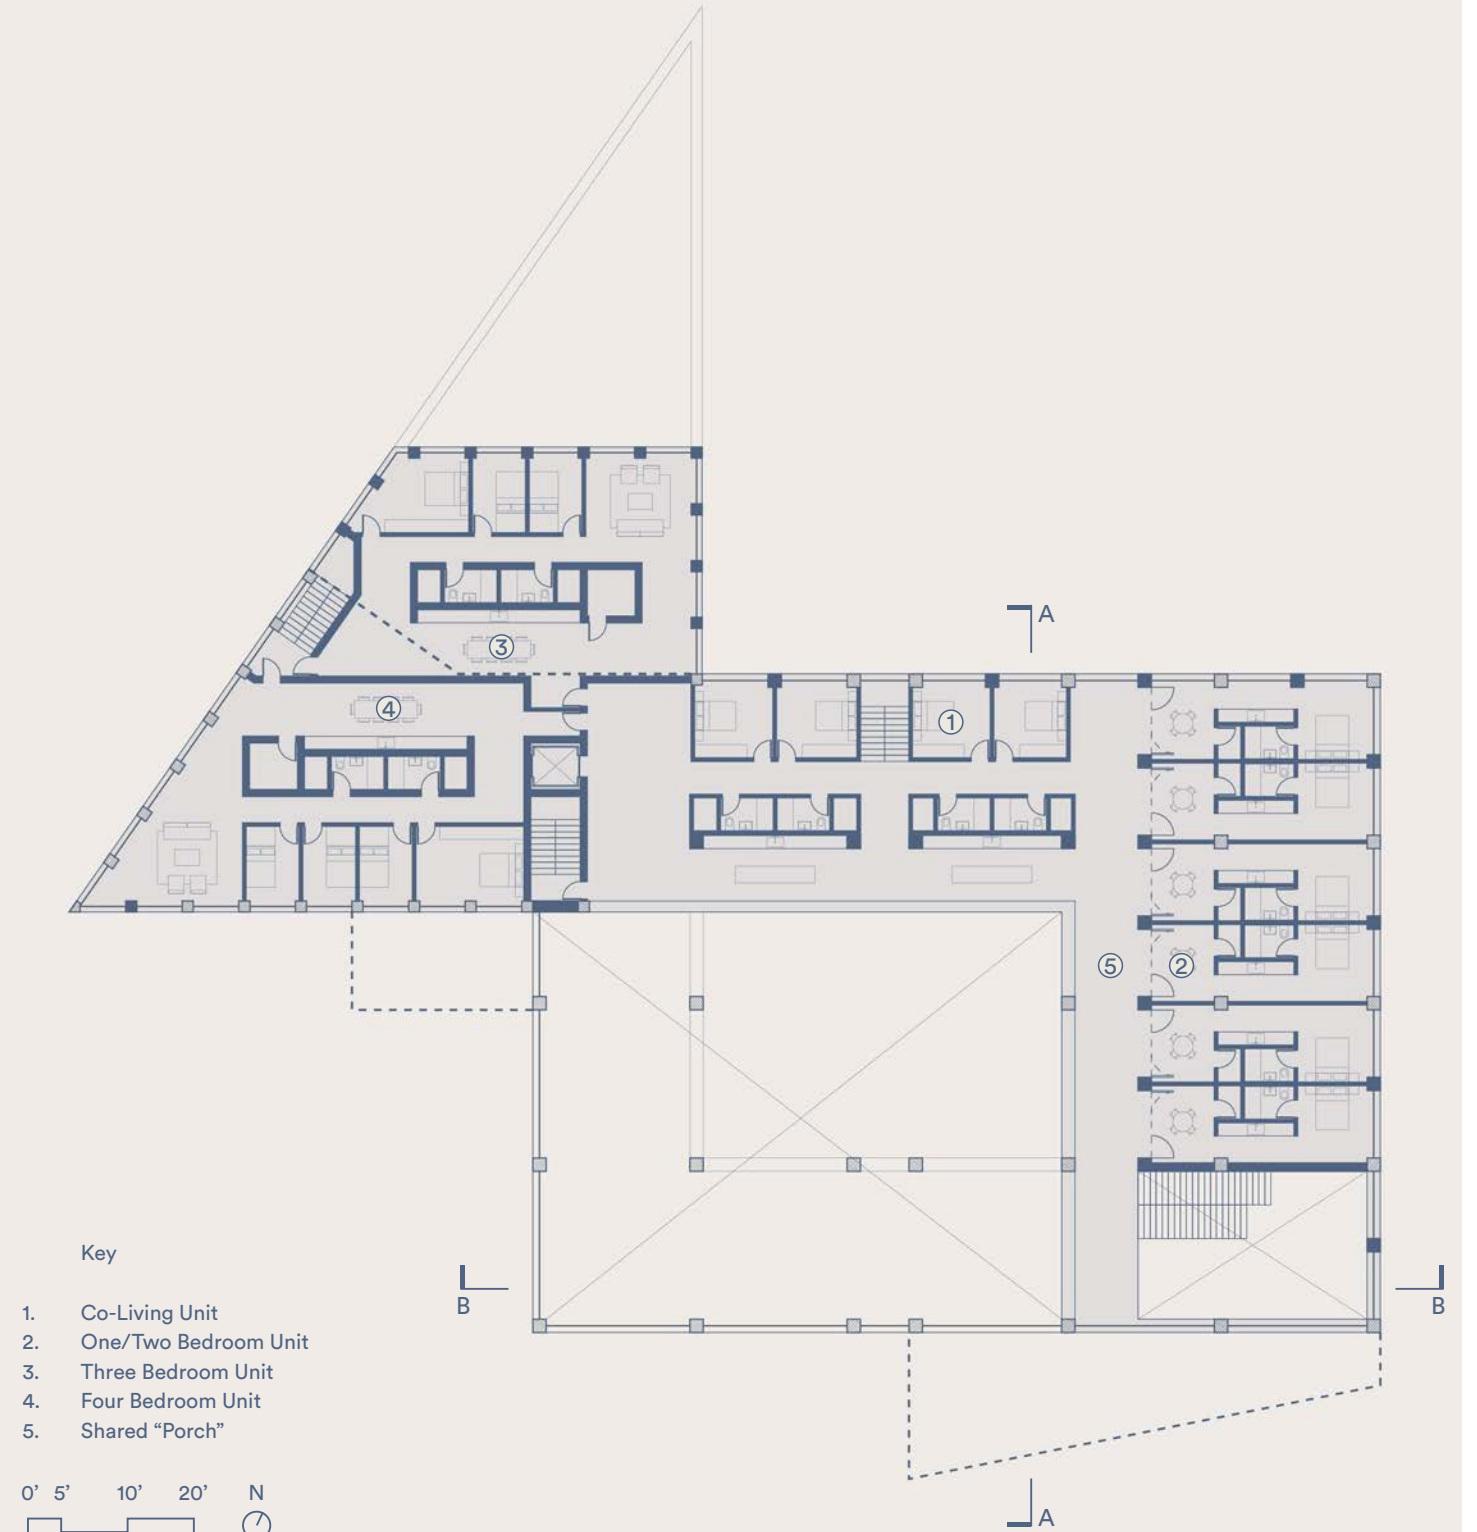 A
③
④
①
⑤
②
Key
B
B
1. Co-Living Unit
2. One/Two Bedroom Unit
3. Three Bedroom Unit
4. Four Bedroom Unit
5. Shared “Porch”
0’ 5’ 10’ 20’ N
A